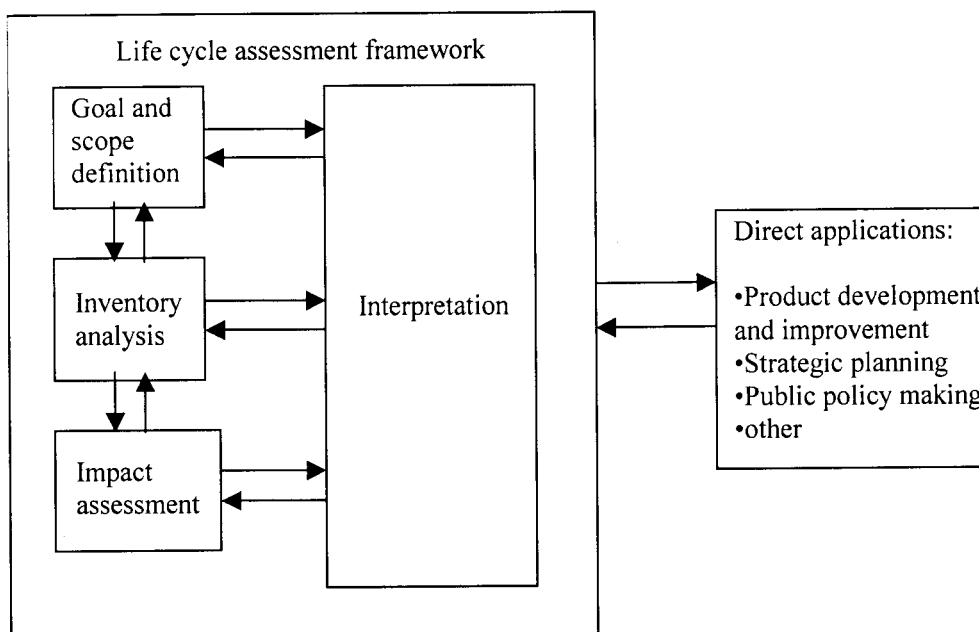 Life cycle assessment framework
Goal and
scope
definition
Inventory
analysis
Impact
assessment
Interpretation
Direct applications:
•Product development
and improvement
•Strategic planning
•Public policy making
•other